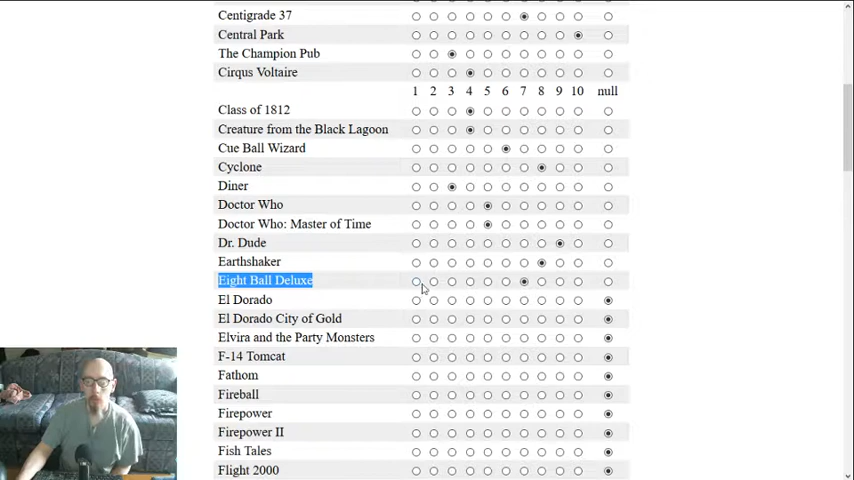 Centigrade 37
Central Park
The Champion Pub
Cirqus Voltaire
1 2 3 4 5 6 7 8 9 10 null
Class of 1812
Creature from the Black Lagoon
Cue Ball Wizard
Cyclone
Diner
Doctor Who
Doctor Who: Master of Time
Dr. Dude
Earthshaker
Eight Ball Deluxe
El Dorado
El Dorado City of Gold
Elvira and the Party Monsters
F-14 Tomcat
Fathom
Fireball
Firepower
Firepower II
Fish Tales
Flight 2000